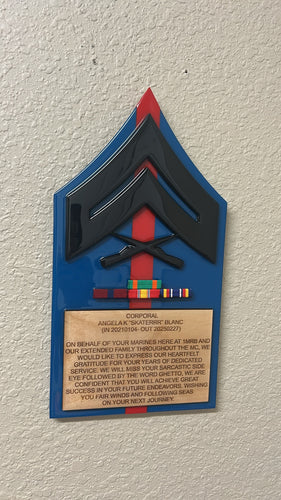 CORPORAL
ANGELA K "SKATERRR" BLANC
(IN 20210104- OUT 20250227)
ON BEHALF OF YOUR MARINES HERE AT 1MRB AND
OUR EXTENDED FAMILY THROUGHOUT THE MC, WE
WOULD LIKE TO EXPRESS OUR HEARTFELT
GRATITUDE FOR YOUR YEARS OF DEDICATED
SERVICE. WE WILL MISS YOUR SARCASTIC SIDE
EYE FOLLOWED BY THE WORD GHETTO, WE ARE
CONFIDENT THAT YOU WILL ACHIEVE GREAT
SUCCESS IN YOUR FUTURE ENDEAVORS. WISHING
YOU FAIR WINDS AND FOLLOWING SEAS
ON YOUR NEXT JOURNEY.